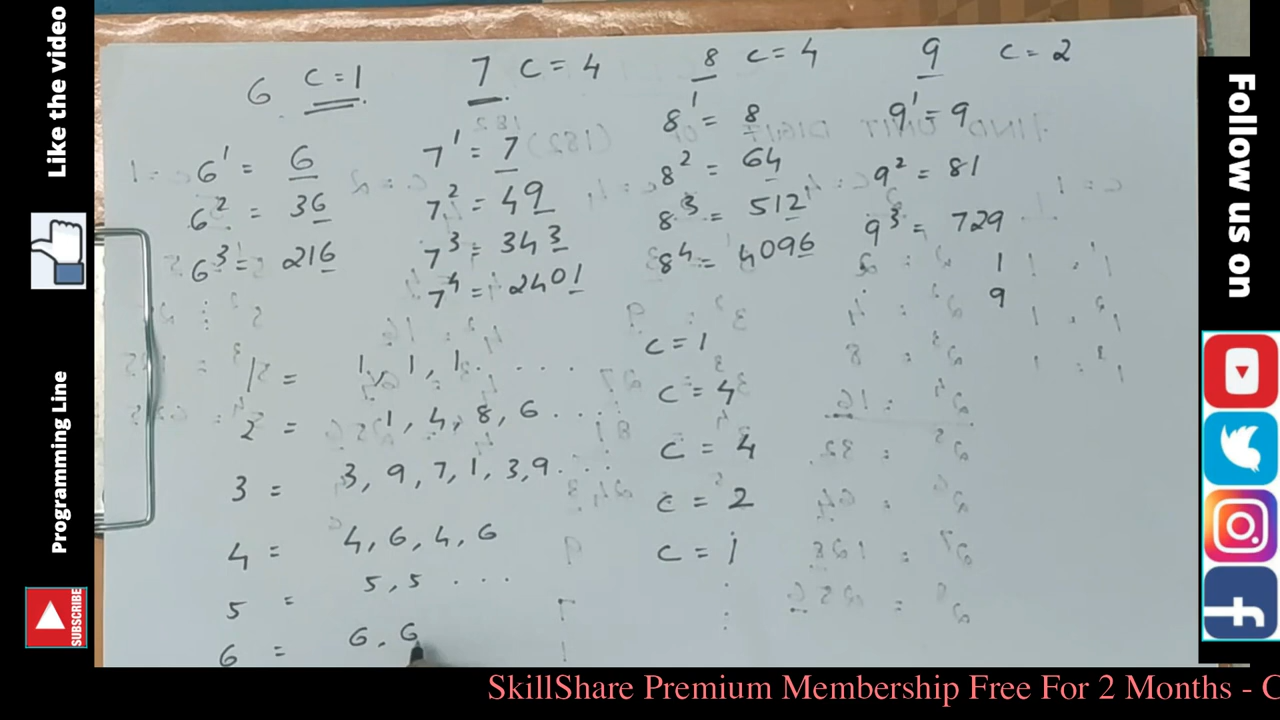 Like the video
Programming Line
SUBSCRIBE
6 c = 1
6¹ = 6
6² = 36
6³ = 216
7 c = 4
7¹ = 7
7² = 49
7³ = 343
7⁴ = 2401
8 c = 4
8¹ = 8
8² = 64
8³ = 512
8⁴ = 4096
9 c = 2
9¹ = 9
9² = 81
9³ = 729
1
9
1 = 1, 1, 1 . . . .
2 = 1, 4, 8, 6 . . . .
3 = 3, 9, 7, 1, 3, 9 . . .
4 = 4, 6, 4, 6
5 = 5, 5 . . .
6 = 6, 6
c = 1
c = 4
c = 4
c = 2
c = 1
Follow us on
SkillShare Premium Membership Free For 2 Months - C